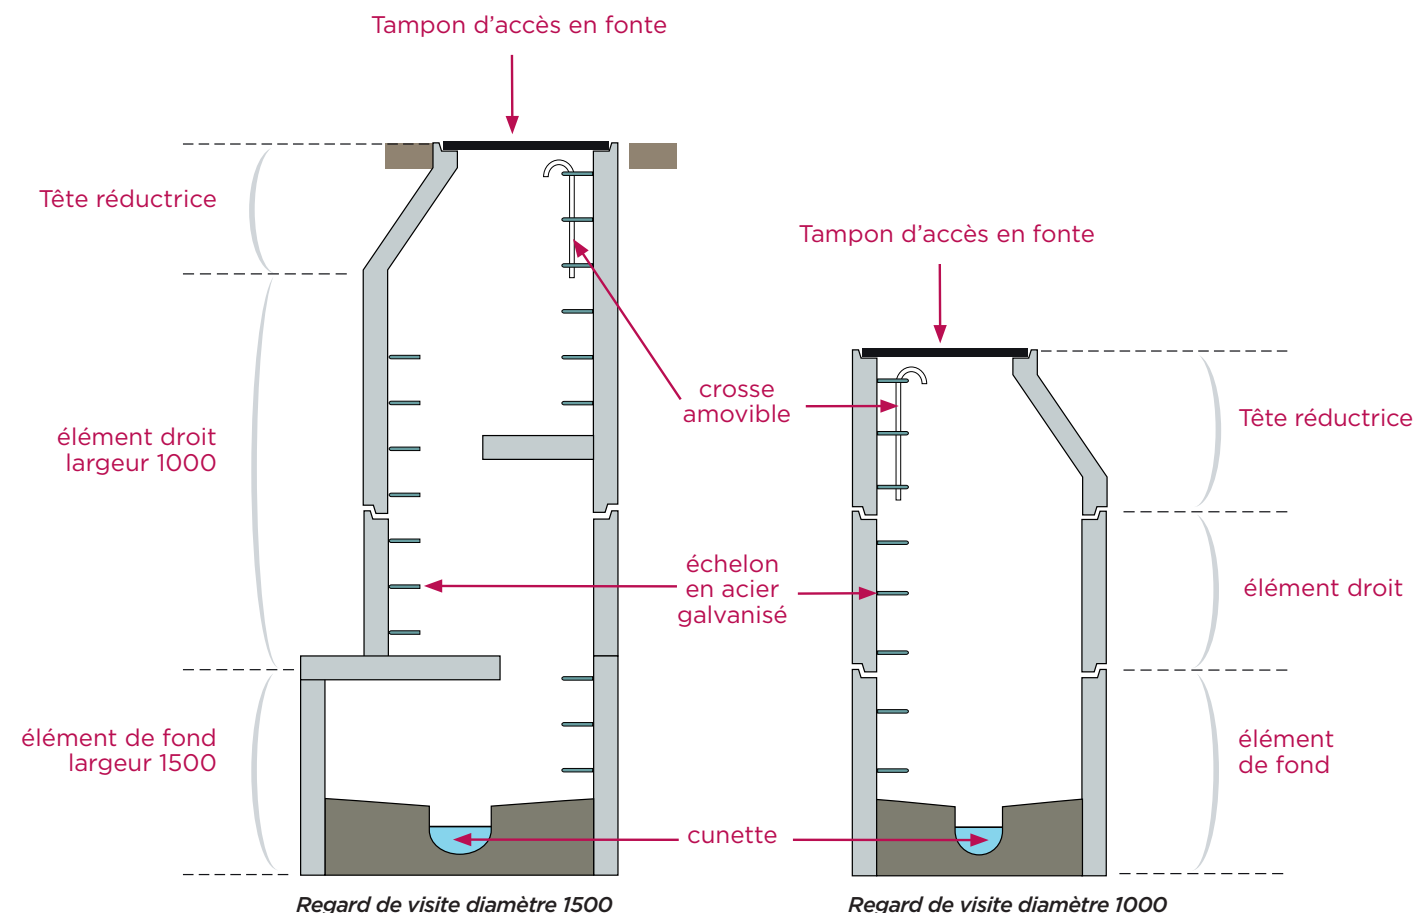 Tampon d'accès en fonte
Tête réductrice
élément droit
largeur 1000
élément de fond
largeur 1500
crosse
amovible
échelon
en acier
galvanisé
cunette
Tampon d'accès en fonte
Tête réductrice
élément droit
élément
de fond
Regard de visite diamètre 1500
Regard de visite diamètre 1000